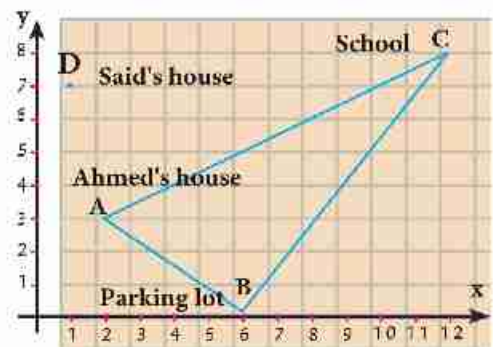 y
8
School C
D
7
Said's house
6
5
Ahmed's house
4
A
3
2
B
1
Parking lot
x
1 2 3 4 5 6 7 8 9 10 11 12